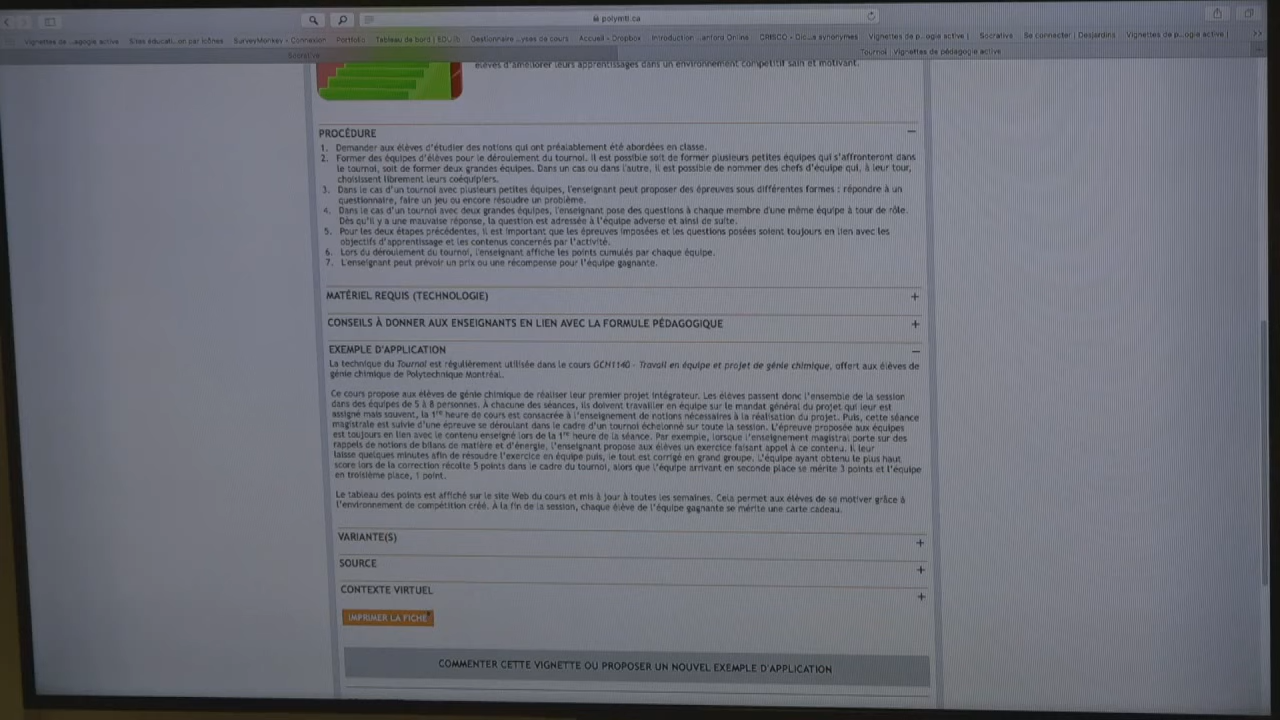 polymtl.ca
SurveyMonkey - Connexion
Portfolio
Gestionnaire
Accueil - Dropbox
Socrative
Se connecter | Desjardins
Socrative
Tournoi | Vignettes de pédagogie active
élèves d'améliorer leurs apprentissages dans un environnement compétitif sain et motivant.
PROCÉDURE
1. Demander aux élèves d'étudier des notions qui ont préalablement été abordées en classe.
2. Former des équipes d'élèves pour le déroulement du tournoi. Il est possible soit de former plusieurs petites équipes qui s'affronteront dans
le tournoi, soit de former deux grandes équipes. Dans un cas ou dans l'autre, il est possible de nommer des chefs d'équipe qui, à leur tour,
choisissent librement leurs coéquipiers.
3. Dans le cas d'un tournoi avec plusieurs petites équipes, l'enseignant peut proposer des épreuves sous différentes formes : répondre à un
questionnaire, faire un jeu ou encore résoudre un problème.
4. Dans le cas d'un tournoi avec deux grandes équipes, l'enseignant pose des questions à chaque membre d'une même équipe à tour de rôle.
Dès qu'il y a une mauvaise réponse, la question est adressée à l'équipe adverse et ainsi de suite.
5. Pour les deux étapes précédentes, il est important que les épreuves imposées et les questions posées soient toujours en lien avec les
objectifs d'apprentissage et les contenus concernés par l'activité.
6. Lors du déroulement du tournoi, l'enseignant affiche les points cumulés par chaque équipe.
7. L'enseignant peut prévoir un prix ou une récompense pour l'équipe gagnante.
MATÉRIEL REQUIS (TECHNOLOGIE)
CONSEILS À DONNER AUX ENSEIGNANTS EN LIEN AVEC LA FORMULE PÉDAGOGIQUE
EXEMPLE D'APPLICATION
La technique du Tournoi est régulièrement utilisée dans le cours GCH1140 - Travail en équipe et projet de génie chimique, offert aux élèves de
génie chimique de Polytechnique Montréal.
Ce cours propose aux élèves de génie chimique de réaliser leur premier projet intégrateur. Les élèves passent donc l'ensemble de la session
dans des équipes de 5 à 8 personnes. À chacune des séances, ils doivent travailler en équipe sur le mandat général du projet qui leur est
assigné mais souvent, la 1re heure de cours est consacrée à l'enseignement de notions nécessaires à la réalisation du projet. Puis, cette séance
magistrale est suivie d'une épreuve se déroulant dans le cadre d'un tournoi échelonné sur toute la session. L'épreuve proposée aux équipes
est toujours en lien avec le contenu enseigné lors de la 1re heure de la séance. Par exemple, lorsque l'enseignement magistral porte sur des
rappels de notions de bilans de matière et d'énergie, l'enseignant propose aux élèves un exercice faisant appel à ce contenu. Il leur
laisse quelques minutes afin de résoudre l'exercice en équipe puis, le tout est corrigé en grand groupe. L'équipe ayant obtenu le plus haut
score lors de la correction récolte 5 points dans le cadre du tournoi, alors que l'équipe arrivant en seconde place se mérite 3 points et l'équipe
en troisième place, 1 point.
Le tableau des points est affiché sur le site Web du cours et mis à jour à toutes les semaines. Cela permet aux élèves de se motiver grâce à
l'environnement de compétition créé. À la fin de la session, chaque élève de l'équipe gagnante se mérite une carte cadeau.
VARIANTE(S)
SOURCE
CONTEXTE VIRTUEL
IMPRIMER LA FICHE
COMMENTER CETTE VIGNETTE OU PROPOSER UN NOUVEL EXEMPLE D'APPLICATION